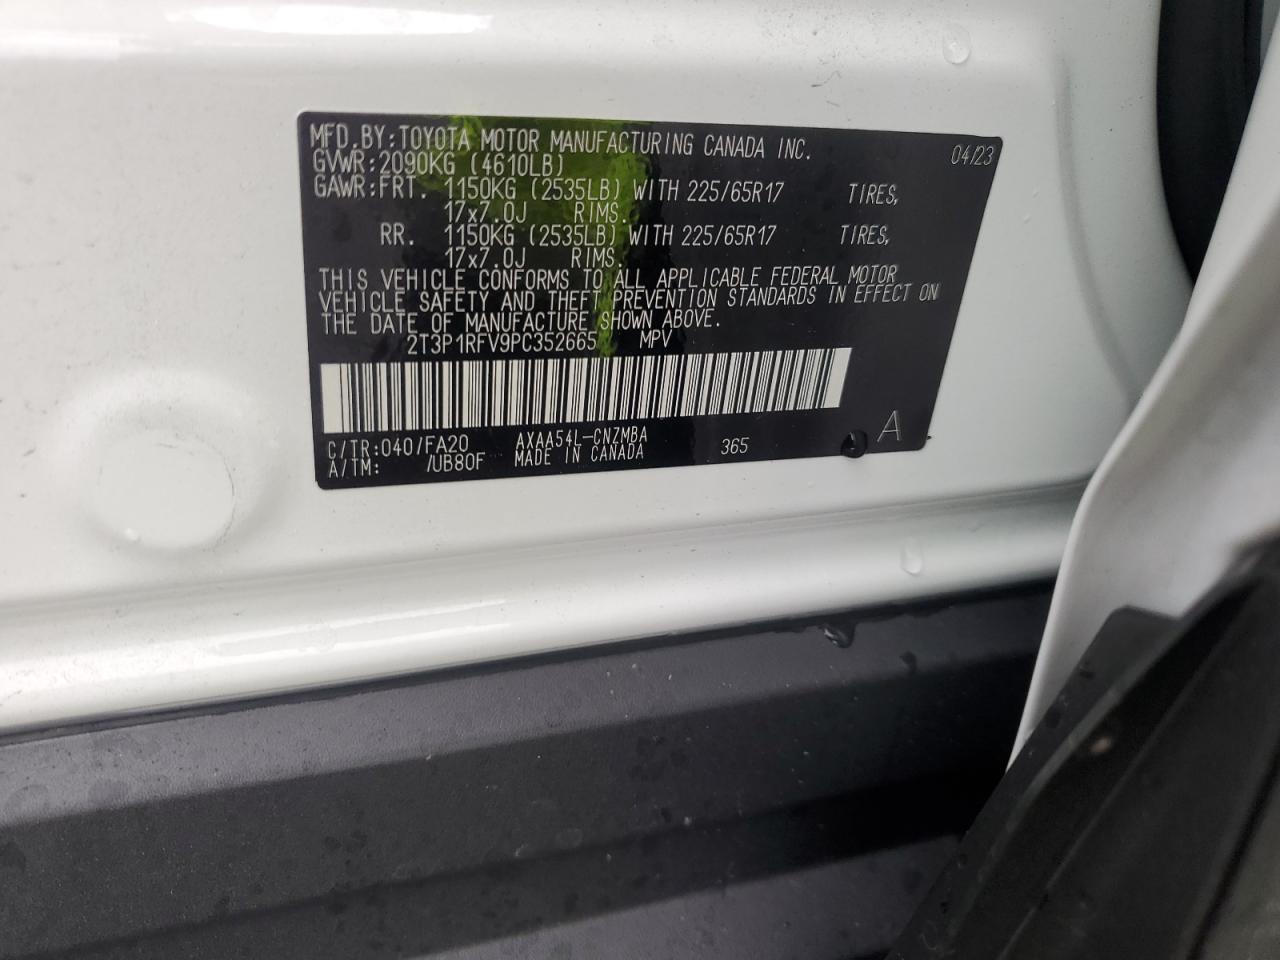 MFD.BY:TOYOTA MOTOR MANUFACTURING CANADA INC. 04/23
GVWR:2090KG (4610LB)
GAWR:FRT. 1150KG (2535LB) WITH 225/65R17 TIRES,
17x7.0J RIMS.
RR. 1150KG (2535LB) WITH 225/65R17 TIRES,
17x7.0J RIMS.
THIS VEHICLE CONFORMS TO ALL APPLICABLE FEDERAL MOTOR
VEHICLE SAFETY AND THEFT PREVENTION STANDARDS IN EFFECT ON
THE DATE OF MANUFACTURE SHOWN ABOVE.
2T3P1RFV9PC352665 MPV
C/TR:040/FA20 AXAA54L-CNZMBA 365 A
A/TM: /UB80F MADE IN CANADA